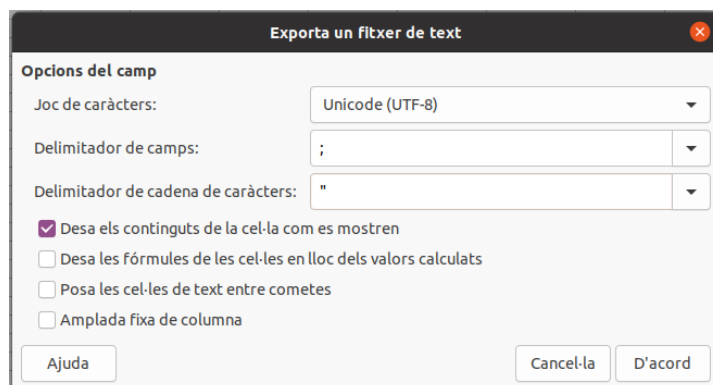 Exporta un fitxer de text
Opcions del camp
Joc de caràcters: Unicode (UTF-8)
Delimitador de camps: ;
Delimitador de cadena de caràcters: "
Desa els continguts de la cel·la com es mostren
Desa les fórmules de les cel·les en lloc dels valors calculats
Posa les cel·les de text entre cometes
Amplada fixa de columna
Ajuda Cancel·la D'acord